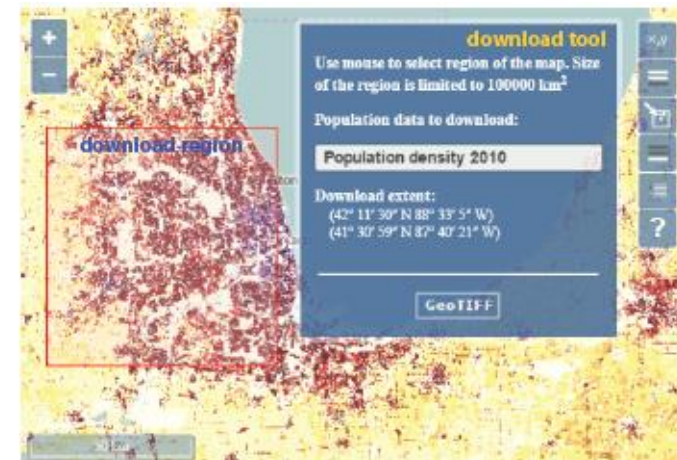 +
−
download tool
x,y
Use mouse to select region of the map. Size
of the region is limited to 100000 km²
Population data to download:
download region
Population density 2010
Download extent:
(42° 11' 30" N 88° 33' 5" W)
(41° 30' 59" N 87° 40' 21" W)
?
GeoTIFF